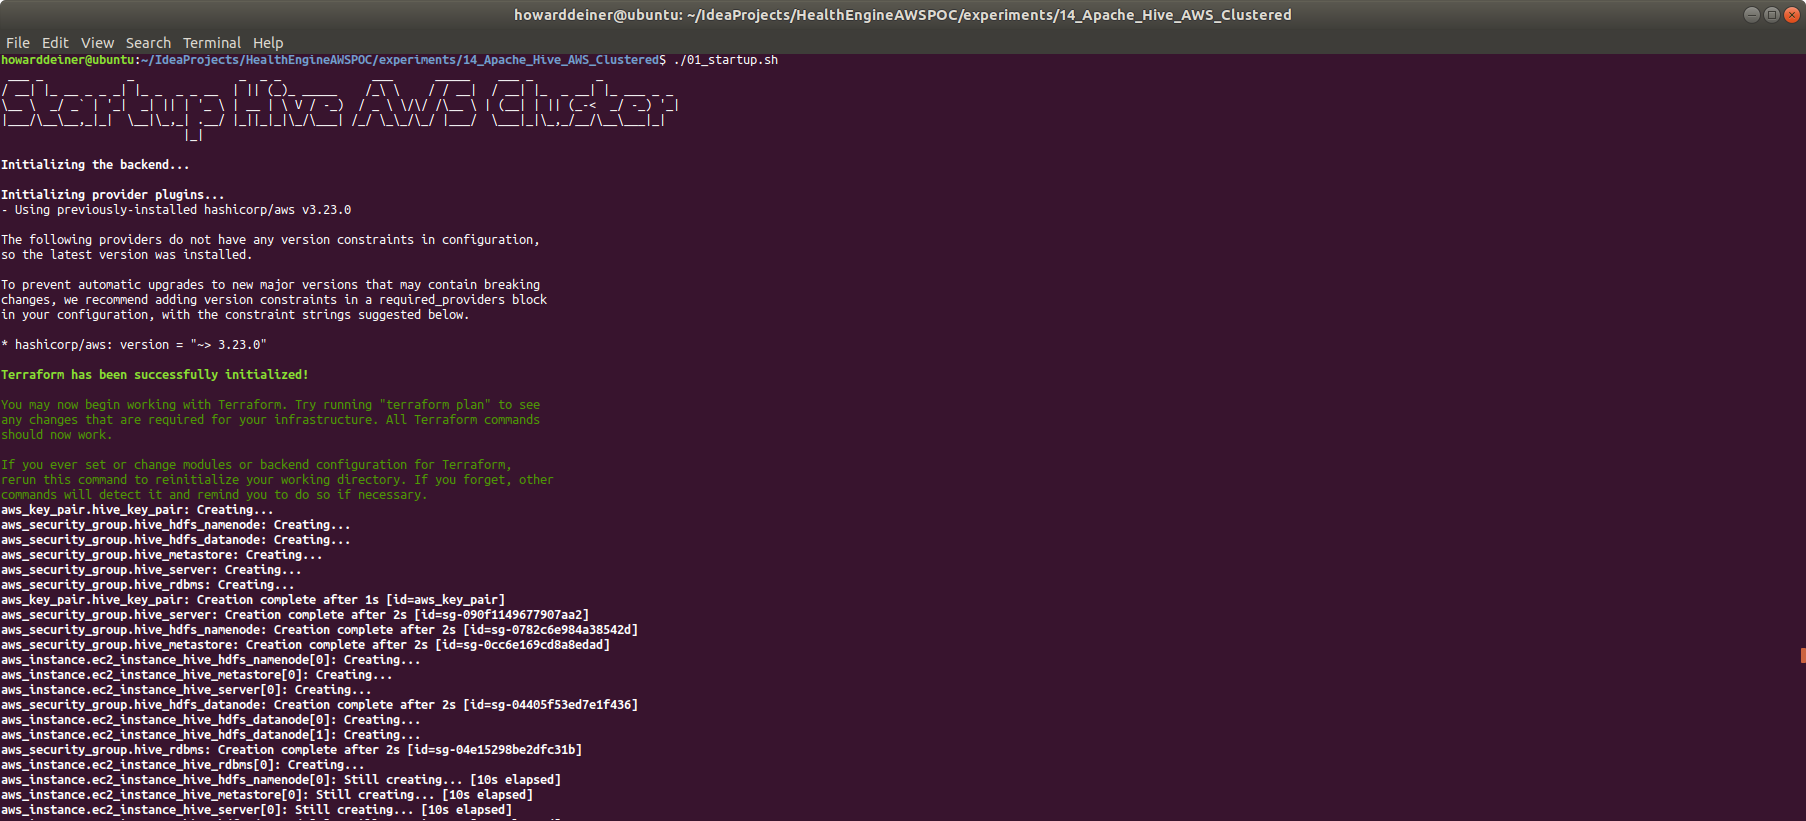 howarddeiner@ubuntu: ~/IdeaProjects/HealthEngineAWSPOC/experiments/14_Apache_Hive_AWS_Clustered
File Edit View Search Terminal Help
howarddeiner@ubuntu:~/IdeaProjects/HealthEngineAWSPOC/experiments/14_Apache_Hive_AWS_Clustered$ ./01_startup.sh
Startup Hive AWS Cluster
Initializing the backend...
Initializing provider plugins...
- Using previously-installed hashicorp/aws v3.23.0
The following providers do not have any version constraints in configuration,
so the latest version was installed.
To prevent automatic upgrades to new major versions that may contain breaking
changes, we recommend adding version constraints in a required_providers block
in your configuration, with the constraint strings suggested below.
* hashicorp/aws: version = "~> 3.23.0"
Terraform has been successfully initialized!
You may now begin working with Terraform. Try running "terraform plan" to see
any changes that are required for your infrastructure. All Terraform commands
should now work.
If you ever set or change modules or backend configuration for Terraform,
rerun this command to reinitialize your working directory. If you forget, other
commands will detect it and remind you to do so if necessary.
aws_key_pair.hive_key_pair: Creating...
aws_security_group.hive_hdfs_namenode: Creating...
aws_security_group.hive_hdfs_datanode: Creating...
aws_security_group.hive_metastore: Creating...
aws_security_group.hive_server: Creating...
aws_security_group.hive_rdbms: Creating...
aws_key_pair.hive_key_pair: Creation complete after 1s [id=aws_key_pair]
aws_security_group.hive_server: Creation complete after 2s [id=sg-090f1149677907aa2]
aws_security_group.hive_hdfs_namenode: Creation complete after 2s [id=sg-0782c6e984a38542d]
aws_security_group.hive_metastore: Creation complete after 2s [id=sg-0cc6e169cd8a8edad]
aws_instance.ec2_instance_hive_hdfs_namenode[0]: Creating...
aws_instance.ec2_instance_hive_metastore[0]: Creating...
aws_instance.ec2_instance_hive_server[0]: Creating...
aws_security_group.hive_hdfs_datanode: Creation complete after 2s [id=sg-04405f53ed7e1f436]
aws_instance.ec2_instance_hive_hdfs_datanode[0]: Creating...
aws_instance.ec2_instance_hive_hdfs_datanode[1]: Creating...
aws_security_group.hive_rdbms: Creation complete after 2s [id=sg-04e15298be2dfc31b]
aws_instance.ec2_instance_hive_rdbms[0]: Creating...
aws_instance.ec2_instance_hive_hdfs_namenode[0]: Still creating... [10s elapsed]
aws_instance.ec2_instance_hive_metastore[0]: Still creating... [10s elapsed]
aws_instance.ec2_instance_hive_server[0]: Still creating... [10s elapsed]